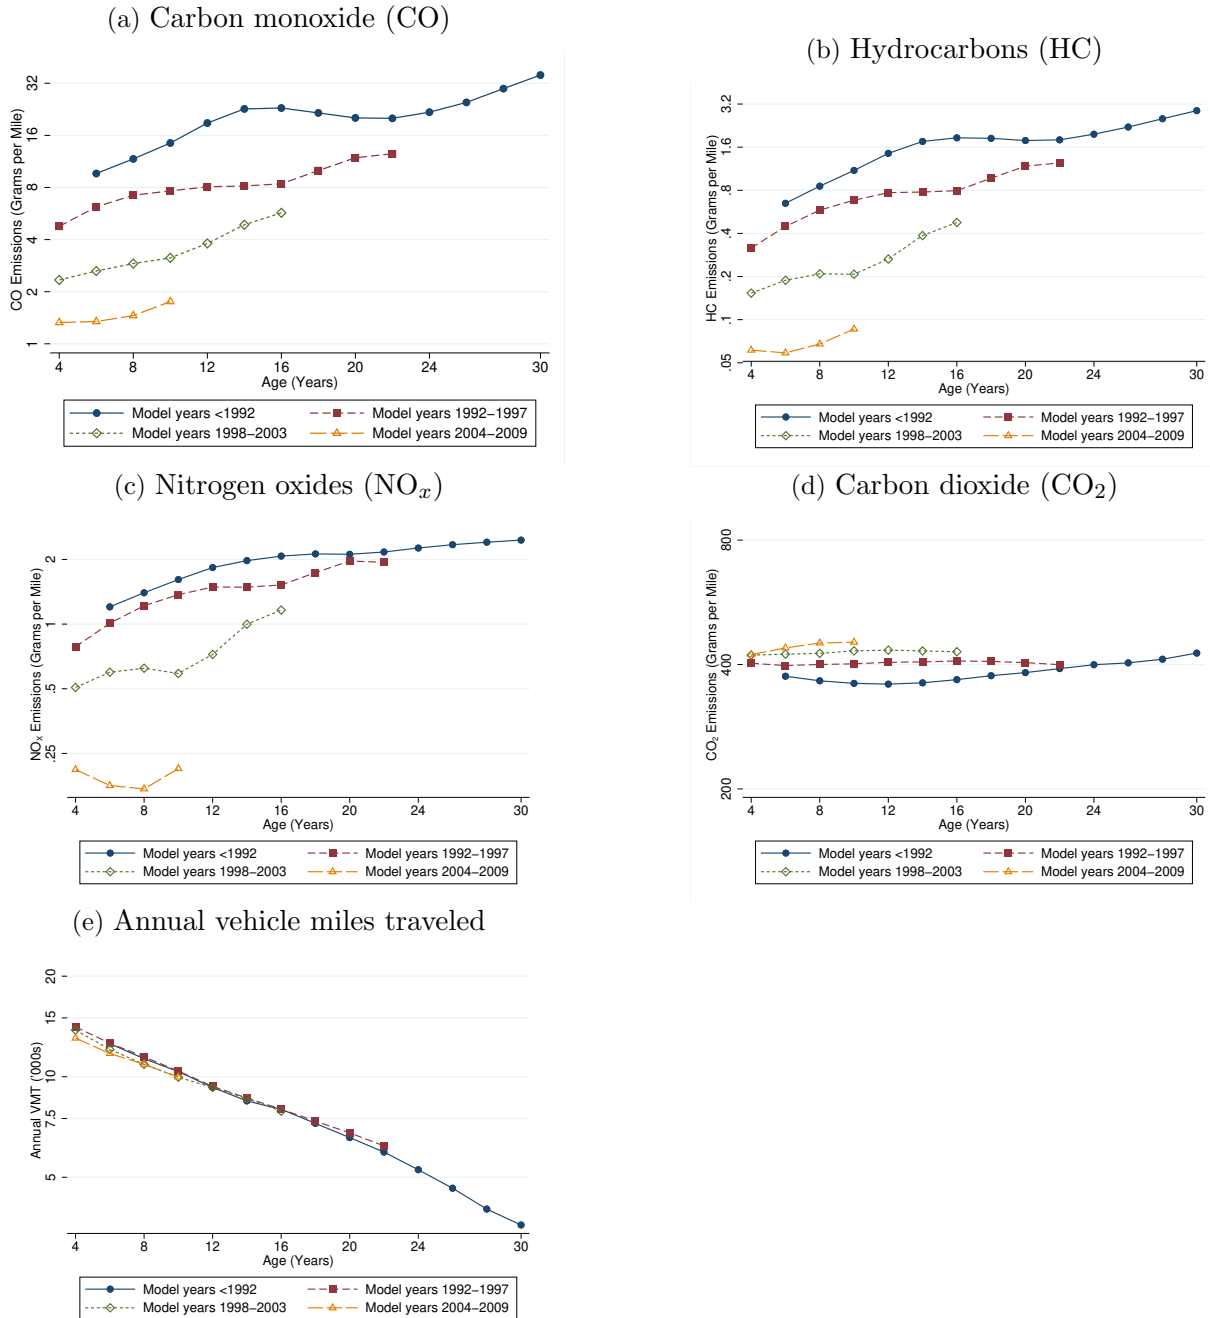 (a) Carbon monoxide (CO)
CO Emissions (Grams per Mile)
32
16
8
4
2
1
4 8 12 16 20 24 30
Age (Years)
Model years <1992 Model years 1992−1997
Model years 1998−2003 Model years 2004−2009
(b) Hydrocarbons (HC)
HC Emissions (Grams per Mile)
3.2
1.6
.8
.4
.2
.1
.05
4 8 12 16 20 24 30
Age (Years)
Model years <1992 Model years 1992−1997
Model years 1998−2003 Model years 2004−2009
(c) Nitrogen oxides (NOx)
NOx Emissions (Grams per Mile)
2
1
.5
.25
4 8 12 16 20 24 30
Age (Years)
Model years <1992 Model years 1992−1997
Model years 1998−2003 Model years 2004−2009
(d) Carbon dioxide (CO2)
CO2 Emissions (Grams per Mile)
800
400
200
4 8 12 16 20 24 30
Age (Years)
Model years <1992 Model years 1992−1997
Model years 1998−2003 Model years 2004−2009
(e) Annual vehicle miles traveled
Annual VMT ('000s)
20
15
10
7.5
5
4 8 12 16 20 24 30
Age (Years)
Model years <1992 Model years 1992−1997
Model years 1998−2003 Model years 2004−2009